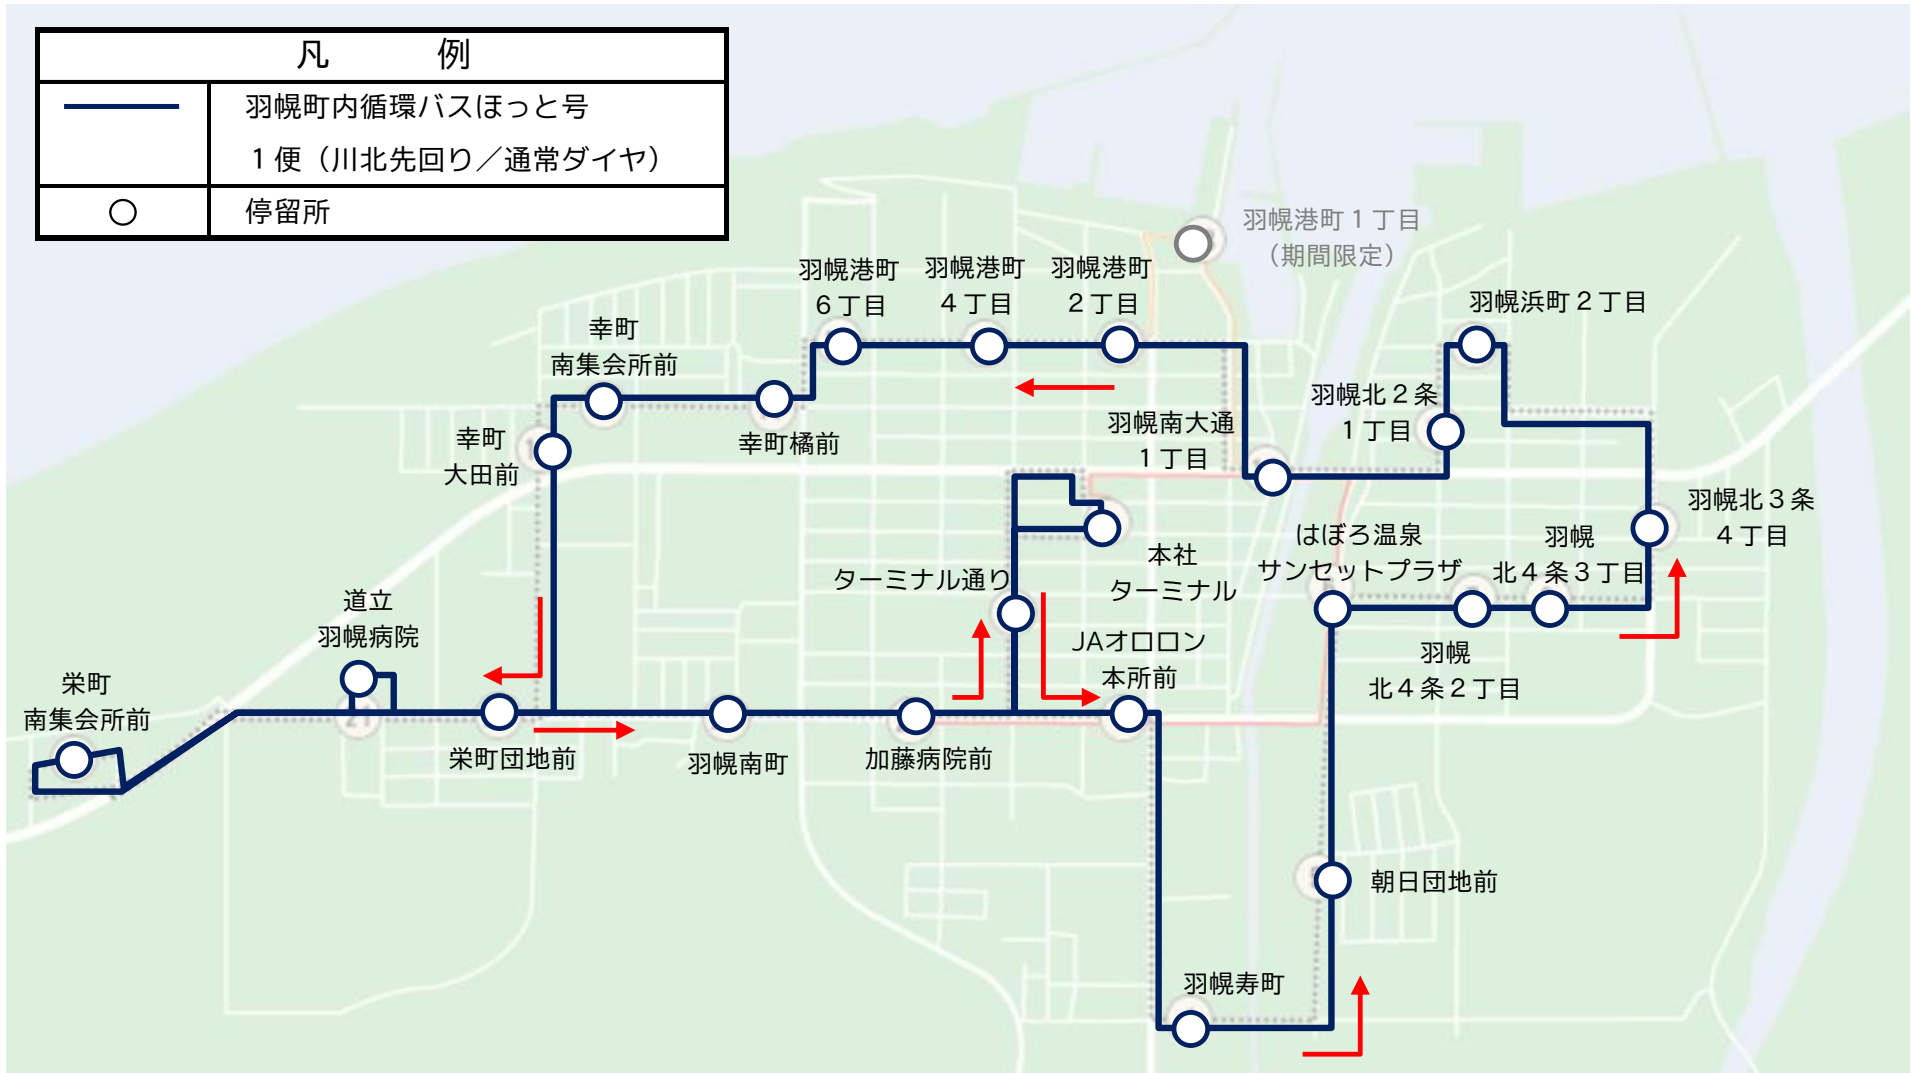 凡　例
羽幌町内循環バスほっと号
１便（川北先回り／通常ダイヤ）
停留所
羽幌港町１丁目
（期間限定）
羽幌港町
６丁目
羽幌港町
４丁目
羽幌港町
２丁目
羽幌浜町２丁目
幸町
南集会所前
幸町橋前
幸町
大田前
羽幌南大通
１丁目
羽幌北２条
１丁目
羽幌北３条
４丁目
はぼろ温泉
サンセットプラザ
羽幌
北４条３丁目
羽幌
北４条２丁目
本社
ターミナル
ターミナル通り
JAオロロン
本所前
道立
羽幌病院
栄町
南集会所前
21
栄町団地前
羽幌南町
加藤病院前
朝日団地前
羽幌寿町